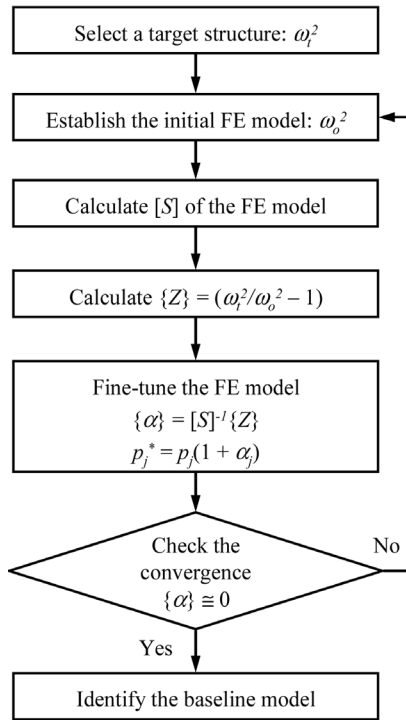 Select a target structure: ωₜ²
Establish the initial FE model: ωₒ²
Calculate [S] of the FE model
Calculate {Z} = (ωₜ²/ωₒ² – 1)
Fine-tune the FE model
{α} = [S]⁻¹{Z}
pⱼ* = pⱼ(1 + αⱼ)
Check the
convergence
{α} ≅ 0
No
Yes
Identify the baseline model